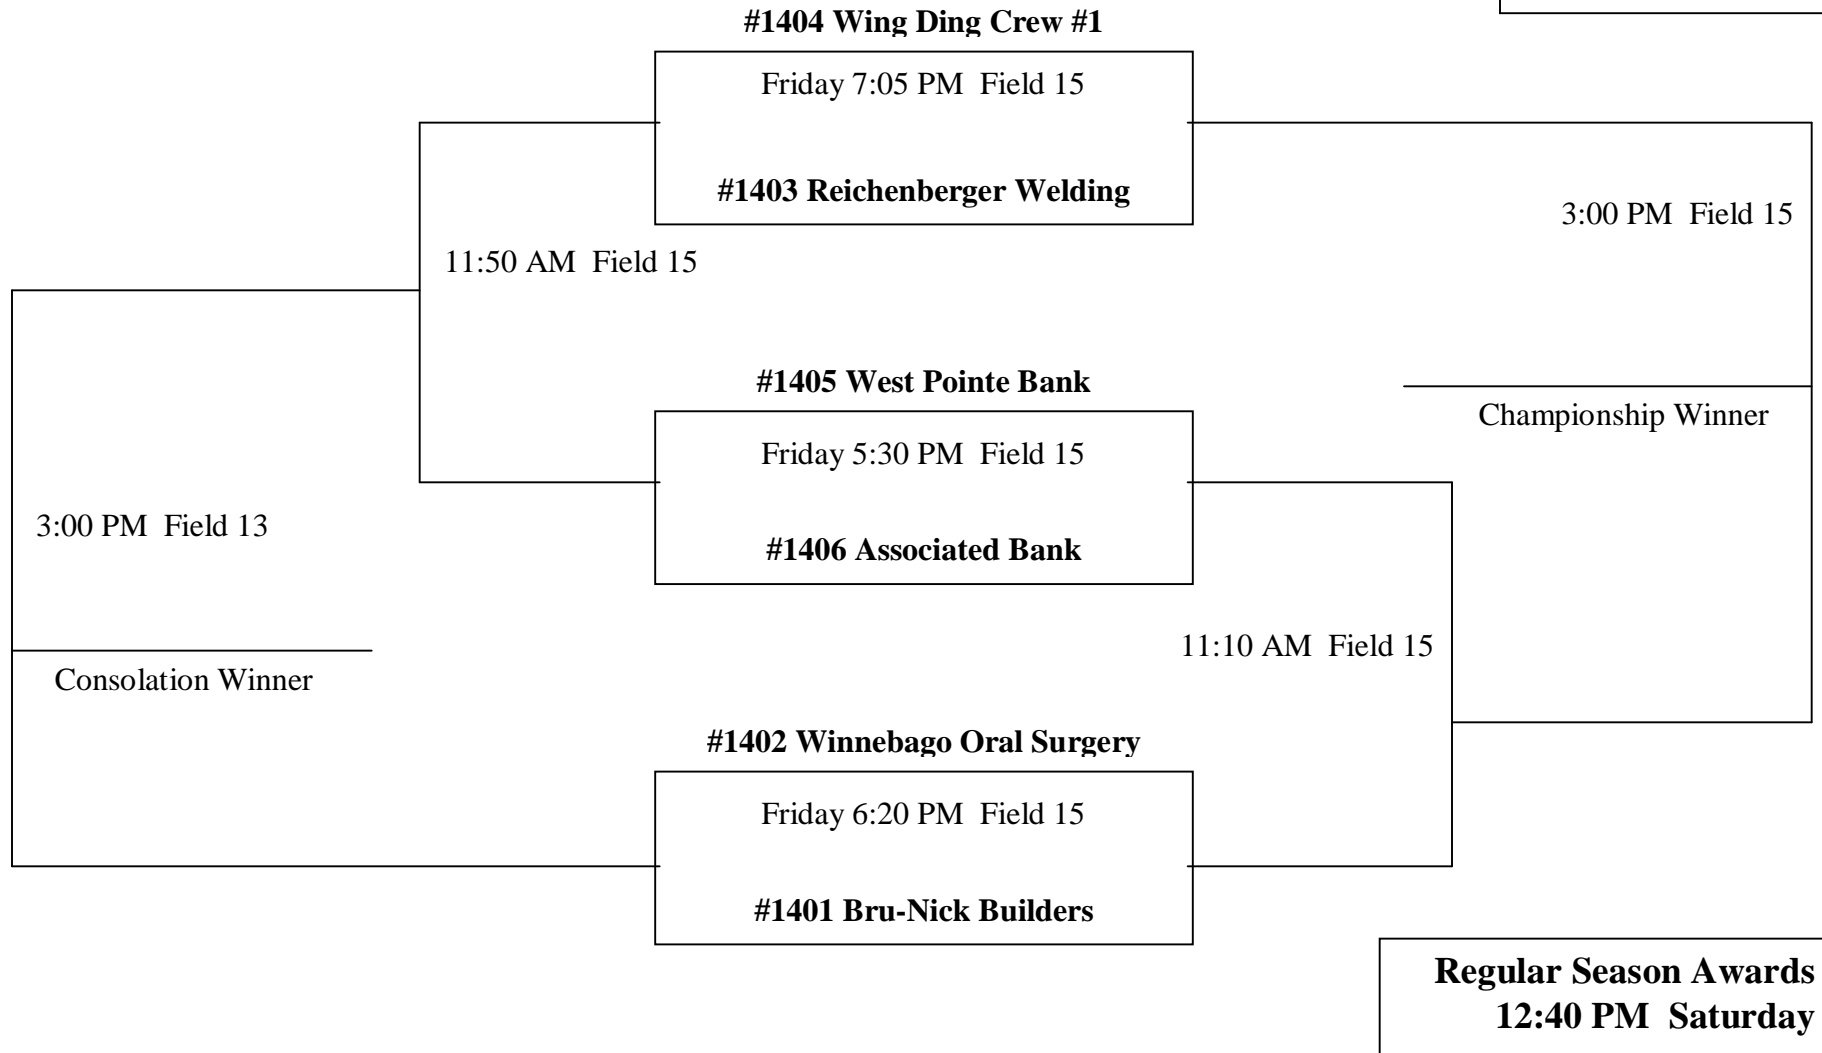 #1404 Wing Ding Crew #1
Friday 7:05 PM  Field 15
#1403 Reichenberger Welding
3:00 PM  Field 15
11:50 AM  Field 15
#1405 West Pointe Bank
Championship Winner
Friday 5:30 PM  Field 15
3:00 PM  Field 13
#1406 Associated Bank
11:10 AM  Field 15
Consolation Winner
#1402 Winnebago Oral Surgery
Friday 6:20 PM  Field 15
#1401 Bru-Nick Builders
Regular Season Awards
12:40 PM  Saturday